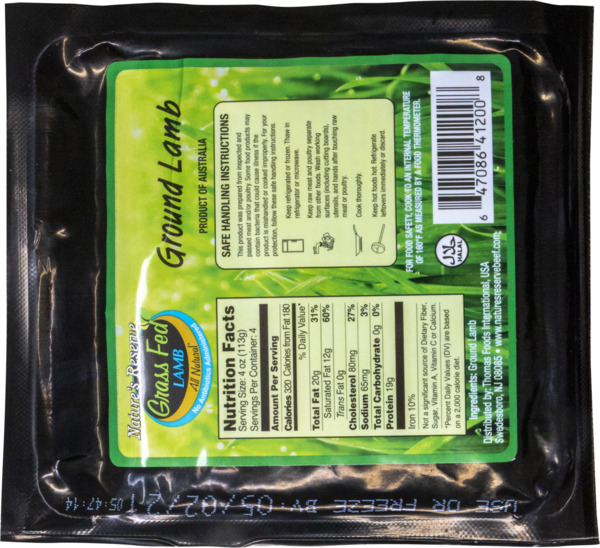 Nature's Reserve
Grass Fed
LAMB
All Natural*
Ground Lamb
PRODUCT OF AUSTRALIA
Nutrition Facts
Serving Size: 4 oz (113g)
Servings Per Container: 4
Amount Per Serving
Calories 320 Calories from Fat 180
% Daily Value*
Total Fat 20g 31%
Saturated Fat 12g 60%
Trans Fat 0g
Cholesterol 80mg 27%
Sodium 65mg 3%
Total Carbohydrate 0g 0%
Protein 19g
Iron 10%
Not a significant source of Dietary Fiber,
Sugar, Vitamin A, Vitamin C or Calcium.
*Percent Daily Values (DV) are based
on a 2,000 calorie diet.
SAFE HANDLING INSTRUCTIONS
This product was prepared from inspected and
passed meat and/or poultry. Some food products may
contain bacteria that could cause illness if the
product is mishandled or cooked improperly. For your
protection, follow these safe handling instructions.
Keep refrigerated or frozen. Thaw in
refrigerator or microwave.
Keep raw meat and poultry separate
from other foods. Wash working
surfaces (including cutting boards),
utensils, and hands after touching raw
meat or poultry.
Cook thoroughly.
Keep hot foods hot. Refrigerate
leftovers immediately or discard.
FOR FOOD SAFETY, COOK TO AN INTERNAL TEMPERATURE
OF 160°F AS MEASURED BY A FOOD THERMOMETER.
حلال
HALAL
6 47086 41200 8
Ingredients: Ground Lamb
Distributed by Thomas Foods International, USA
Swedesboro, NJ 08085 • www.naturesreservebeef.com
USE OR FREEZE BY: 05/02/21 05:47:14